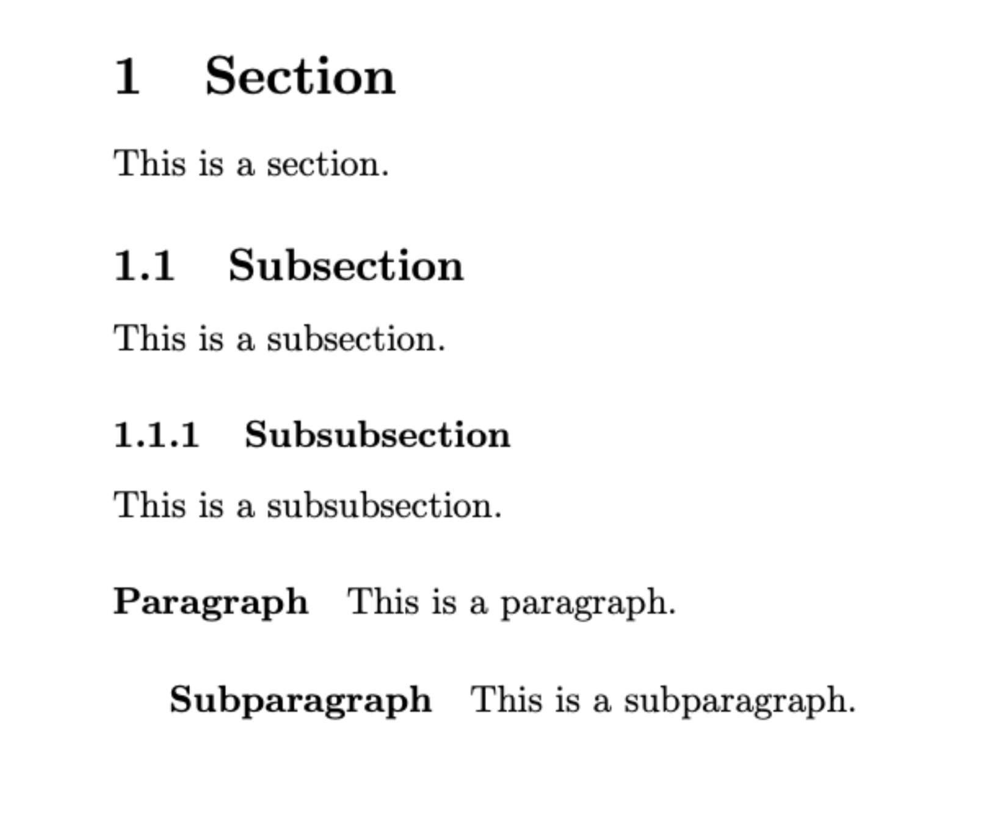 1 Section
This is a section.
1.1 Subsection
This is a subsection.
1.1.1 Subsubsection
This is a subsubsection.
Paragraph This is a paragraph.
Subparagraph This is a subparagraph.